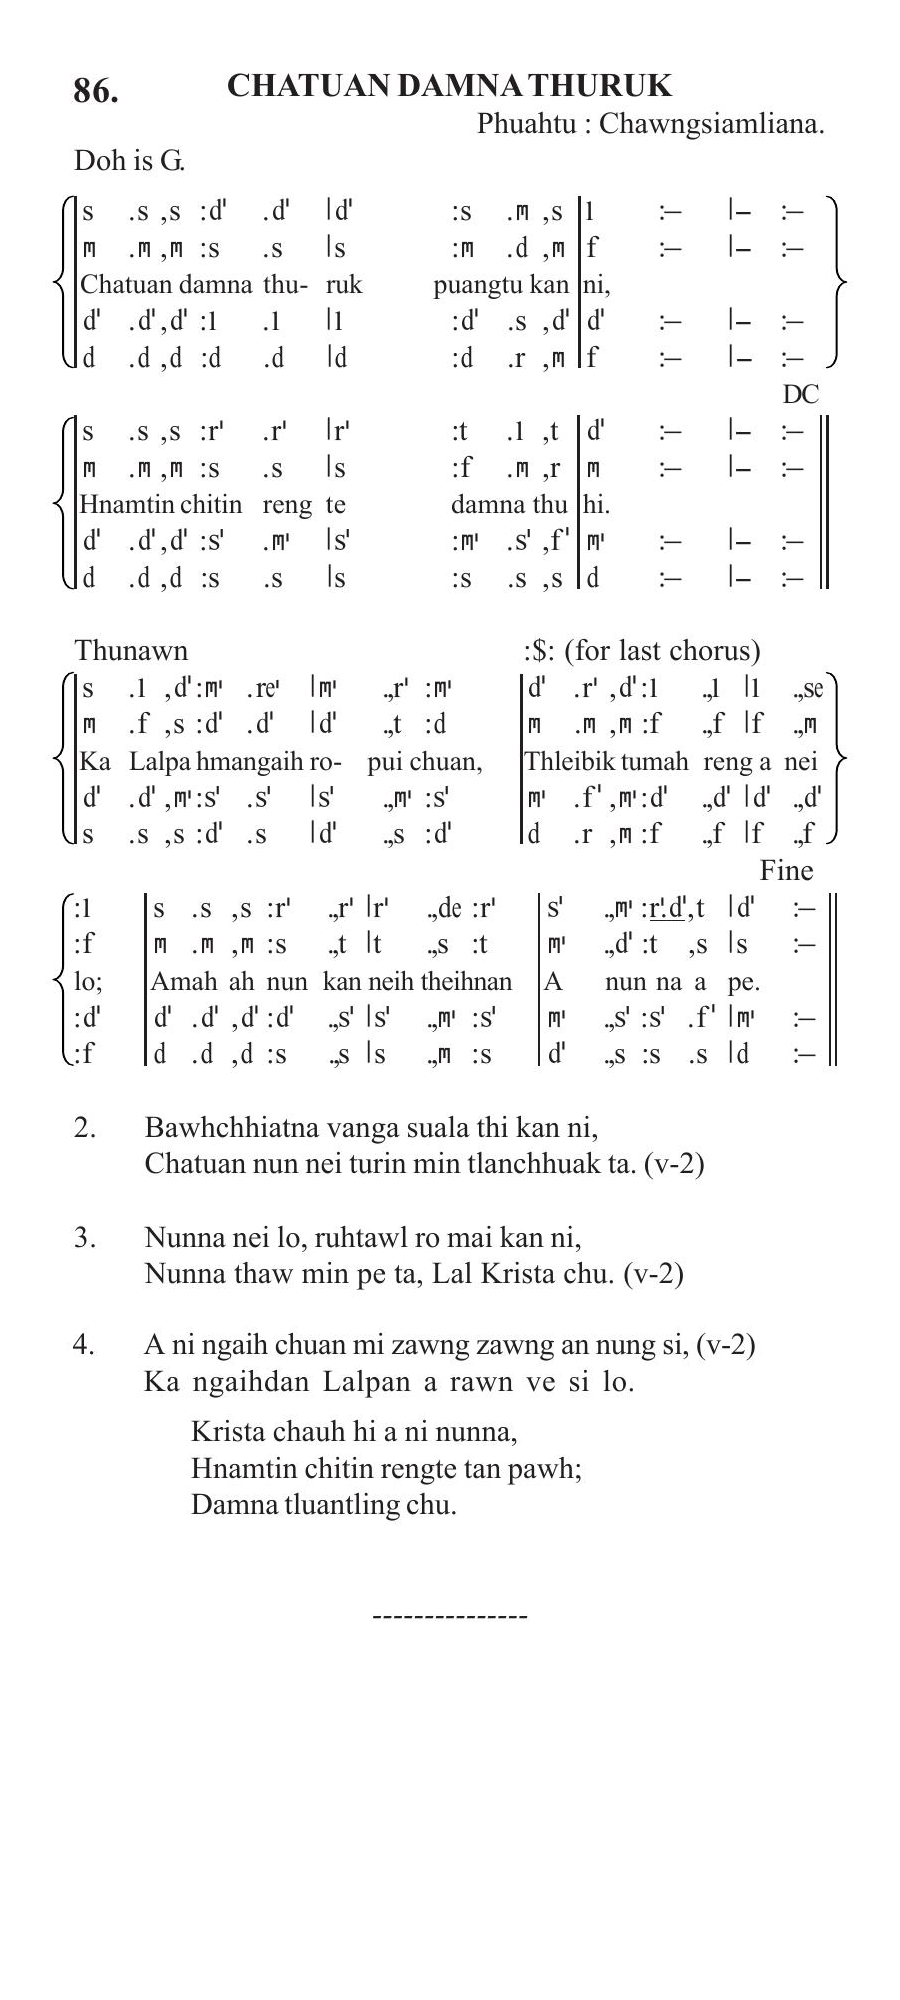 86. CHATUAN DAMNA THURUK
Phuahtu : Chawngsiamliana.
Doh is G.
s .s ,s :d' .d' |d' :s .m ,s |l :– |– :–
m .m ,m :s .s |s :m .d ,m |f :– |– :–
Chatuan damna thu- ruk puangtu kan ni,
d' .d' ,d' :l .l |l :d' .s ,d' |d' :– |– :–
d .d ,d :d .d |d :d .r ,m |f :– |– :–
DC
s .s ,s :r' .r' |r' :t .l ,t |d' :– |– :–
m .m ,m :s .s |s :f .m ,r |m :– |– :–
Hnamtin chitin reng te damna thu hi.
d' .d' ,d' :s' .m' |s' :m' .s' ,f' |m' :– |– :–
d .d ,d :s .s |s :s .s ,s |d :– |– :–
Thunawn :$: (for last chorus)
s .l ,d' :m' .re' |m' .,r' :m' |d' .r' ,d' :l .,l |l .,se
m .f ,s :d' .d' |d' .,t :d |m .m ,m :f .,f |f .,m
Ka Lalpa hmangaih ro- pui chuan, Thleibik tumah reng a nei
d' .d' ,m' :s' .s' |s' .,m' :s' |m' .f' ,m' :d' .,d' |d' .,d'
s .s ,s :d' .s |d' .,s :d' |d .r ,m :f .,f |f .,f
Fine
:l |s .s ,s :r' .,r' |r' .,de :r' |s' .,m' :r'.d',t |d' :–
:f |m .m ,m :s .,t |t .,s :t |m' .,d' :t ,s |s :–
lo; Amah ah nun kan neih theihnan A nun na a pe.
:d' |d' .d' ,d' :d' .,s' |s' .,m' :s' |m' .,s' :s' .f' |m' :–
:f |d .d ,d :s .,s |s .,m :s |d' .,s :s .s |d :–
2. Bawhchhiatna vanga suala thi kan ni,
Chatuan nun nei turin min tlanchhuak ta. (v-2)
3. Nunna nei lo, ruhtawl ro mai kan ni,
Nunna thaw min pe ta, Lal Krista chu. (v-2)
4. A ni ngaih chuan mi zawng zawng an nung si, (v-2)
Ka ngaihdan Lalpan a rawn ve si lo.
Krista chauh hi a ni nunna,
Hnamtin chitin rengte tan pawh;
Damna tluantling chu.
---------------